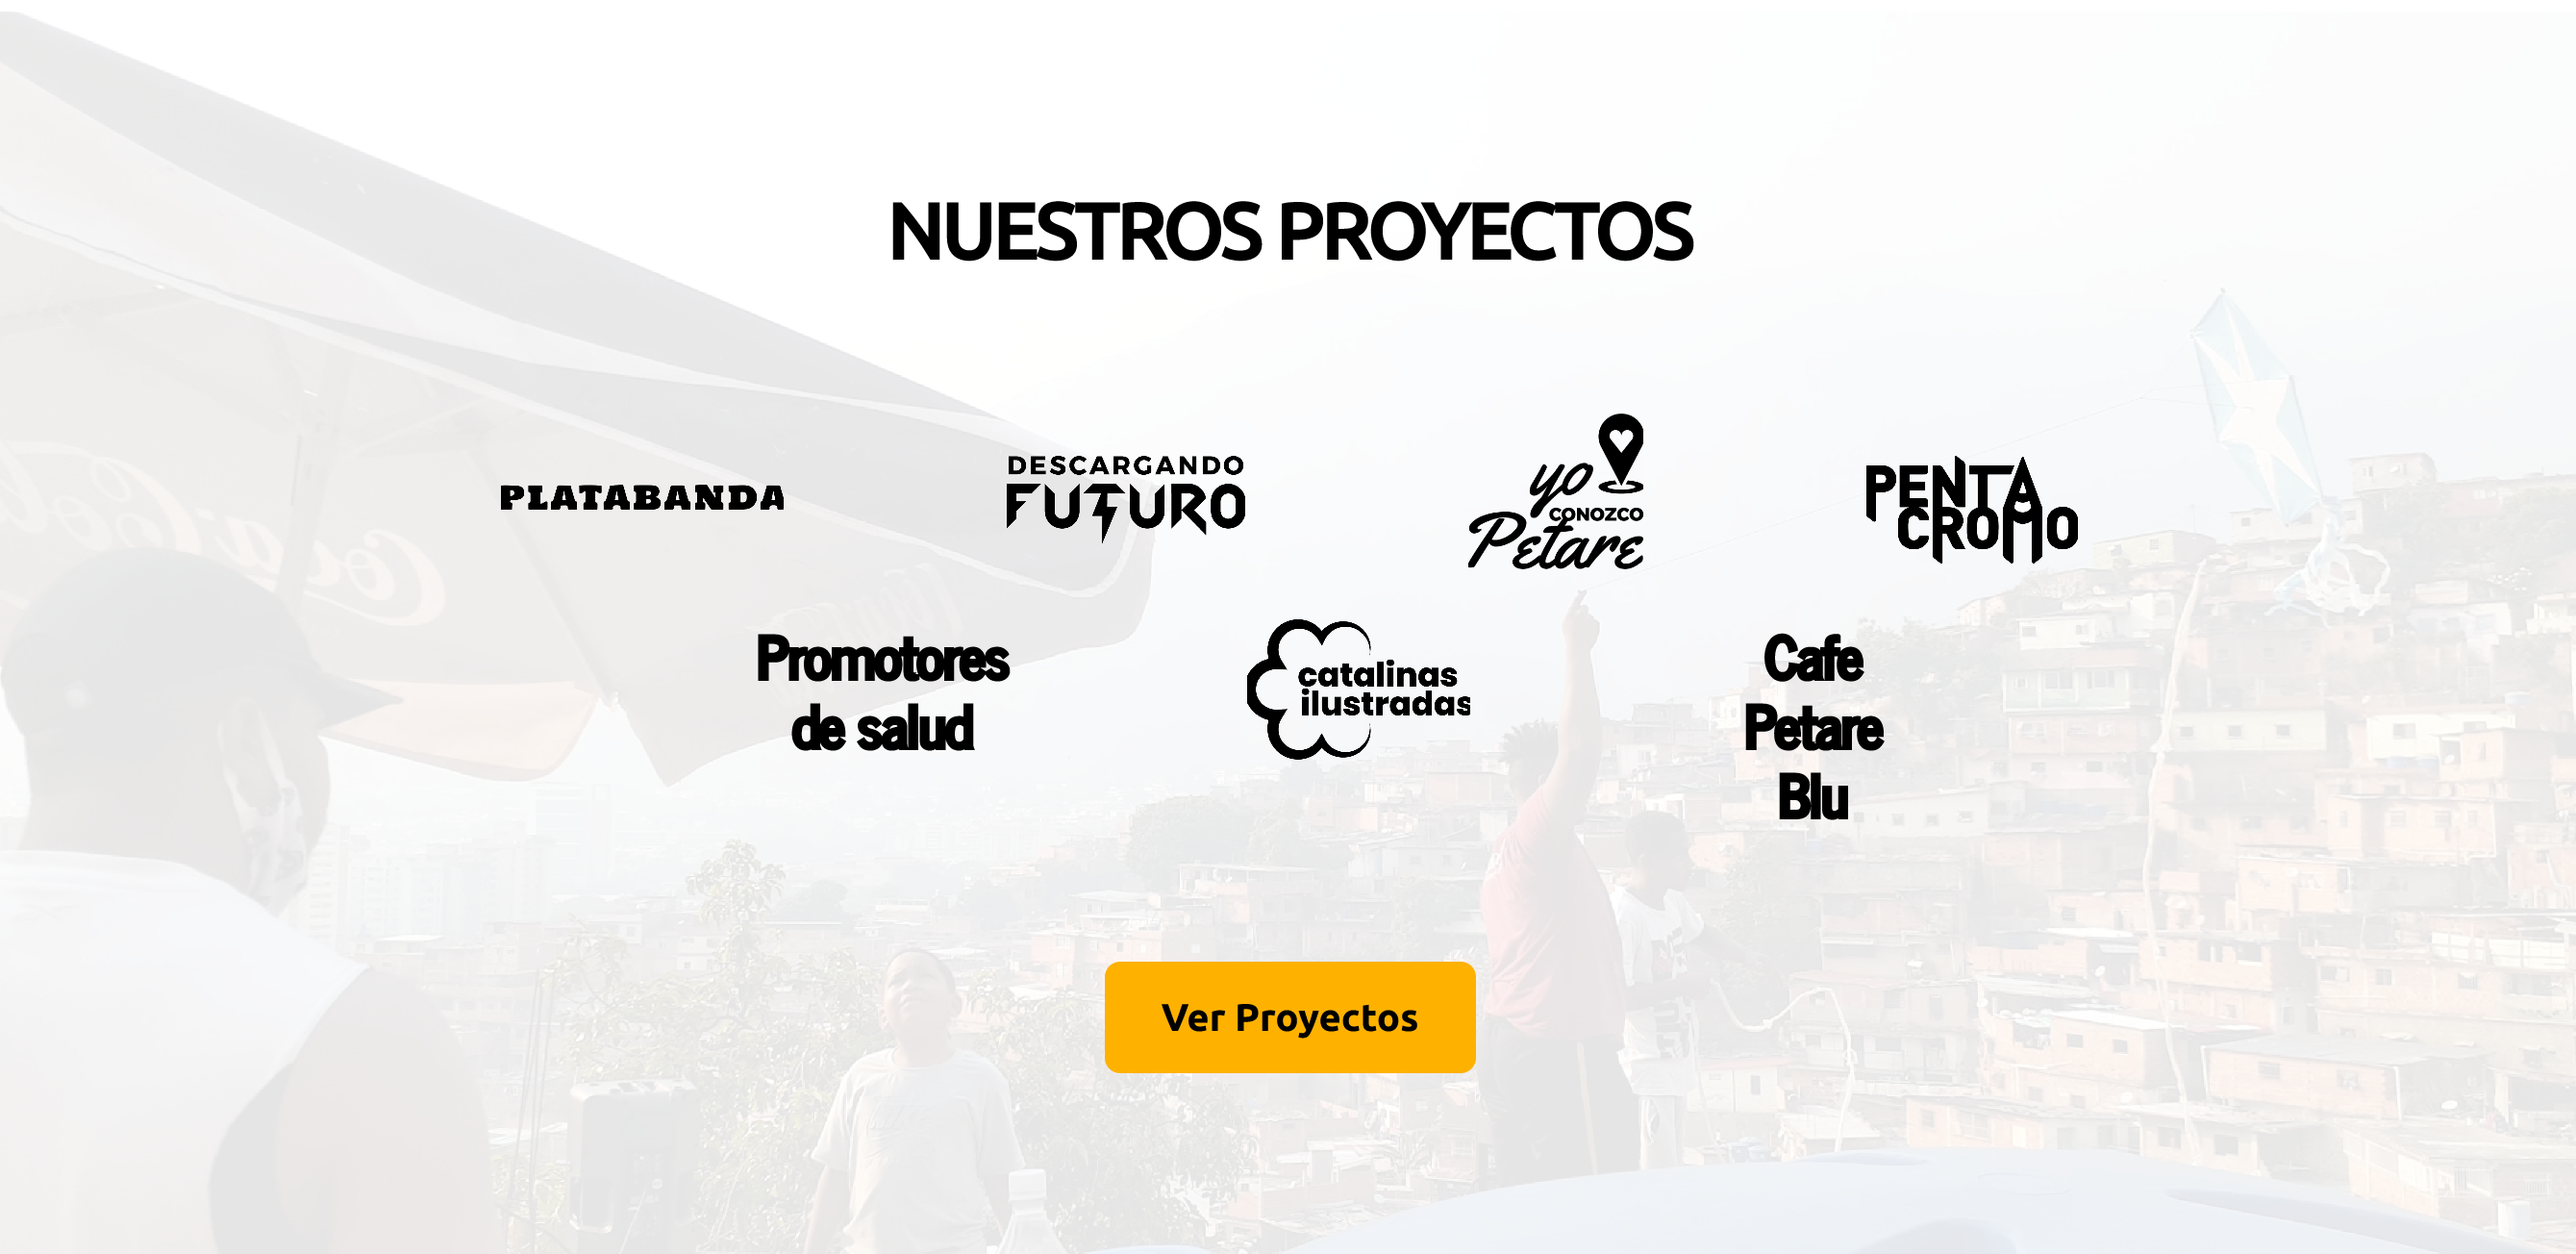 NUESTROS PROYECTOS
PLATABANDA
DESCARGANDO
FUTURO
yo
CONOZCO
Petare
PENTA
CROMO
Promotores
de salud
catalinas
ilustradas
Cafe
Petare
Blu
Ver Proyectos